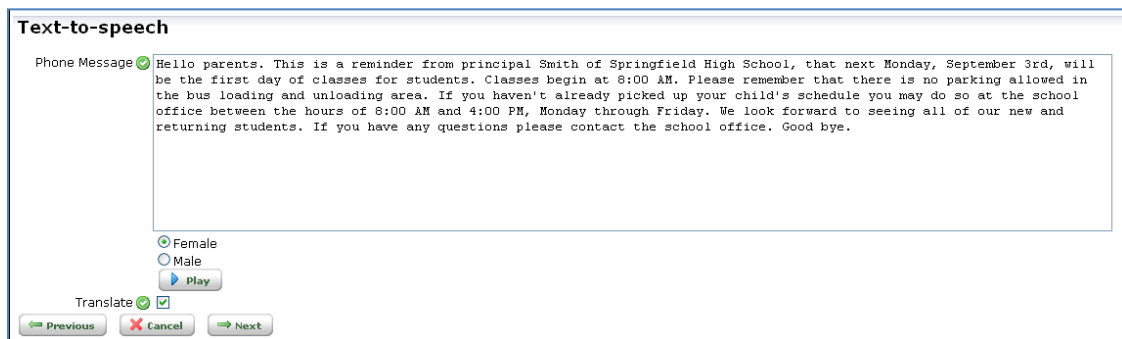 Text-to-speech
Phone Message
Hello parents. This is a reminder from principal Smith of Springfield High School, that next Monday, September 3rd, will
be the first day of classes for students. Classes begin at 8:00 AM. Please remember that there is no parking allowed in
the bus loading and unloading area. If you haven't already picked up your child's schedule you may do so at the school
office between the hours of 8:00 AM and 4:00 PM, Monday through Friday. We look forward to seeing all of our new and
returning students. If you have any questions please contact the school office. Good bye.
Female
Male
Play
Translate
Previous Cancel Next